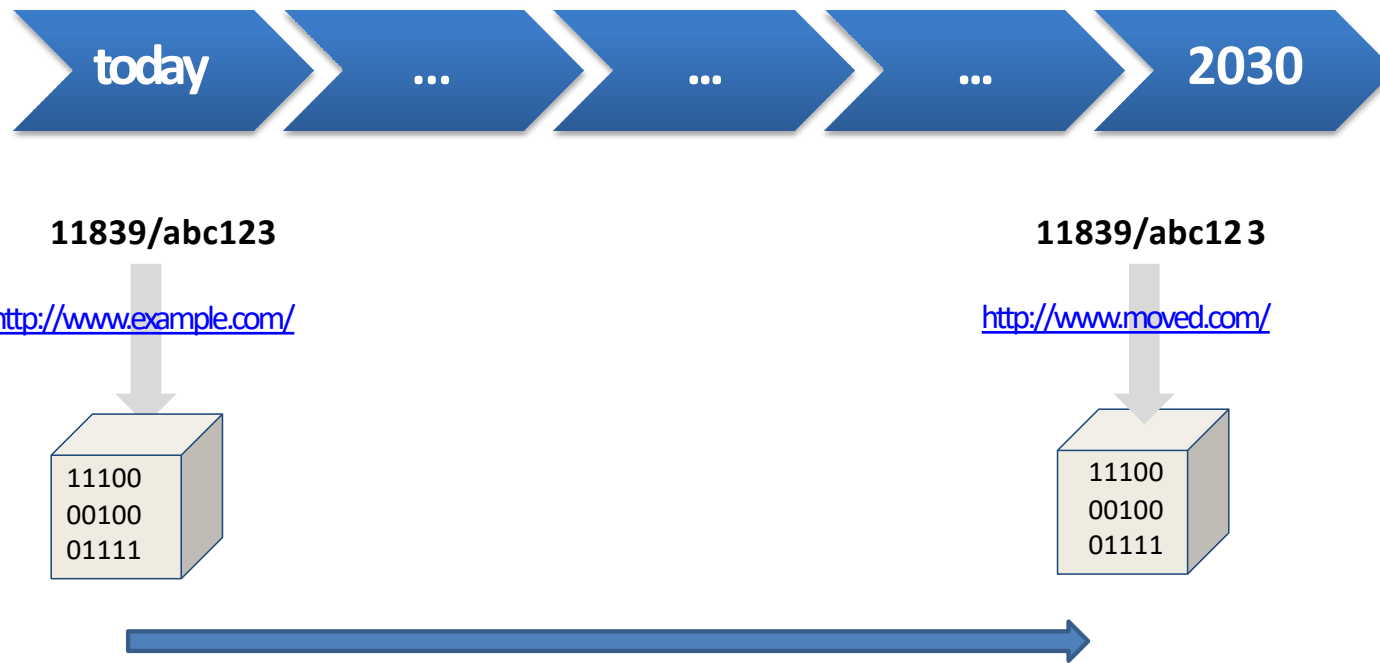 today ... ... ... 2030
11839/abc123 11839/abc123
http://www.example.com/ http://www.moved.com/
11100 11100
00100 00100
01111 01111